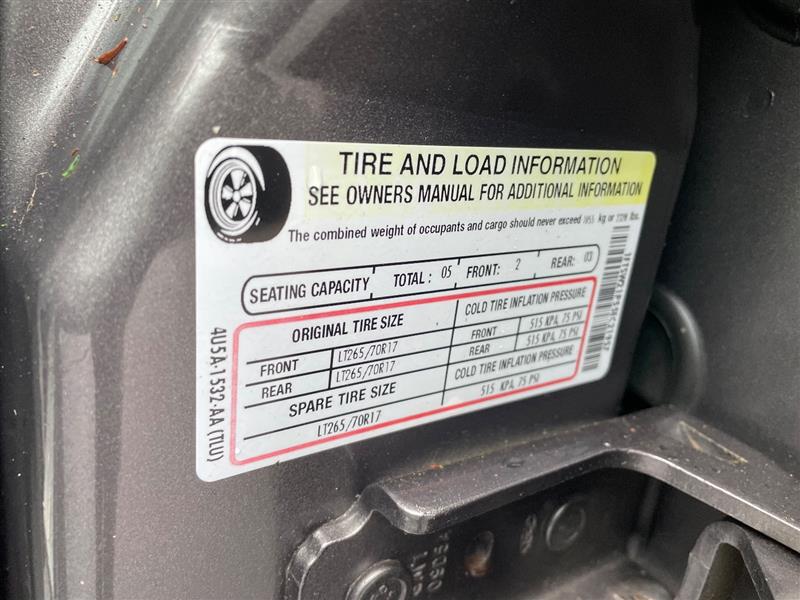 TIRE AND LOAD INFORMATION
SEE OWNERS MANUAL FOR ADDITIONAL INFORMATION
The combined weight of occupants and cargo should never exceed kg or lbs.
SEATING CAPACITY TOTAL : 05 FRONT: 2 REAR: 03
ORIGINAL TIRE SIZE COLD TIRE INFLATION PRESSURE
FRONT LT265/70R17 FRONT 515 KPA, 75 PSI
REAR LT265/70R17 REAR 515 KPA, 75 PSI
SPARE TIRE SIZE COLD TIRE INFLATION PRESSURE
LT265/70R17 515 KPA, 75 PSI
4U5A-1532-AA (TLU)